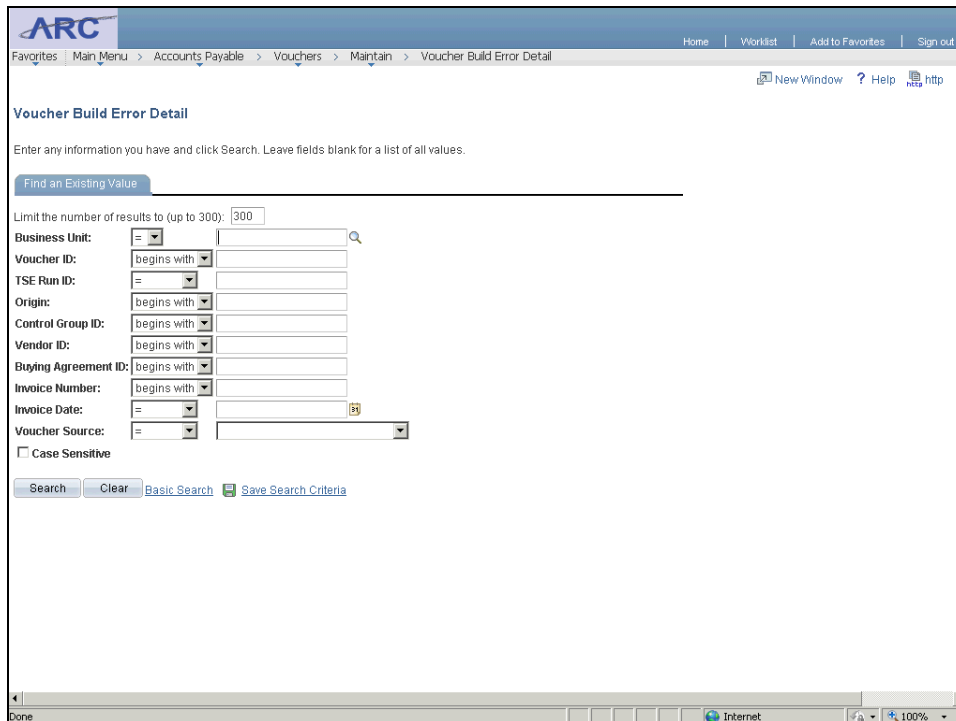 ARC
Home | Worklist | Add to Favorites | Sign out
Favorites | Main Menu > Accounts Payable > Vouchers > Maintain > Voucher Build Error Detail
New Window ? Help http http
Voucher Build Error Detail
Enter any information you have and click Search. Leave fields blank for a list of all values.
Find an Existing Value
Limit the number of results to (up to 300): 300
Business Unit: =
Voucher ID: begins with
TSE Run ID: =
Origin: begins with
Control Group ID: begins with
Vendor ID: begins with
Buying Agreement ID: begins with
Invoice Number: begins with
Invoice Date: = 31
Voucher Source: =
Case Sensitive
Search Clear Basic Search Save Search Criteria
Done Internet 100%